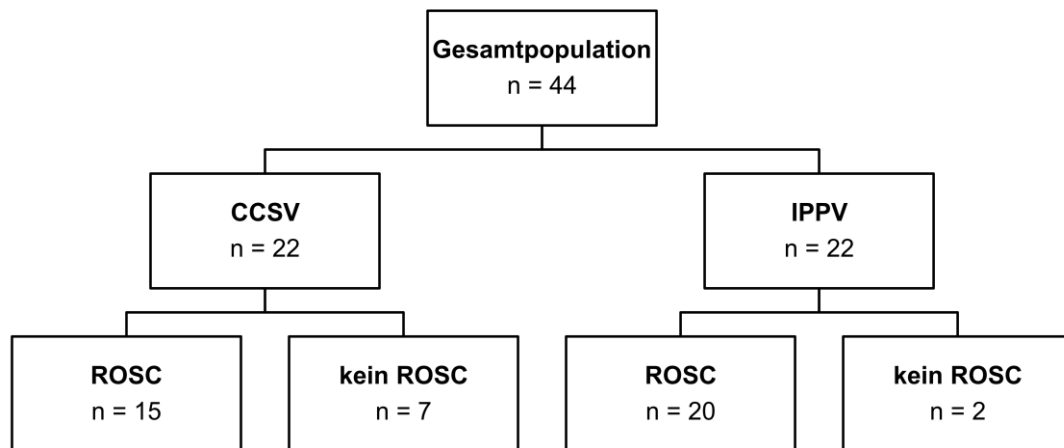 Gesamtpopulation
n = 44
CCSV
n = 22
IPPV
n = 22
ROSC
n = 15
kein ROSC
n = 7
ROSC
n = 20
kein ROSC
n = 2